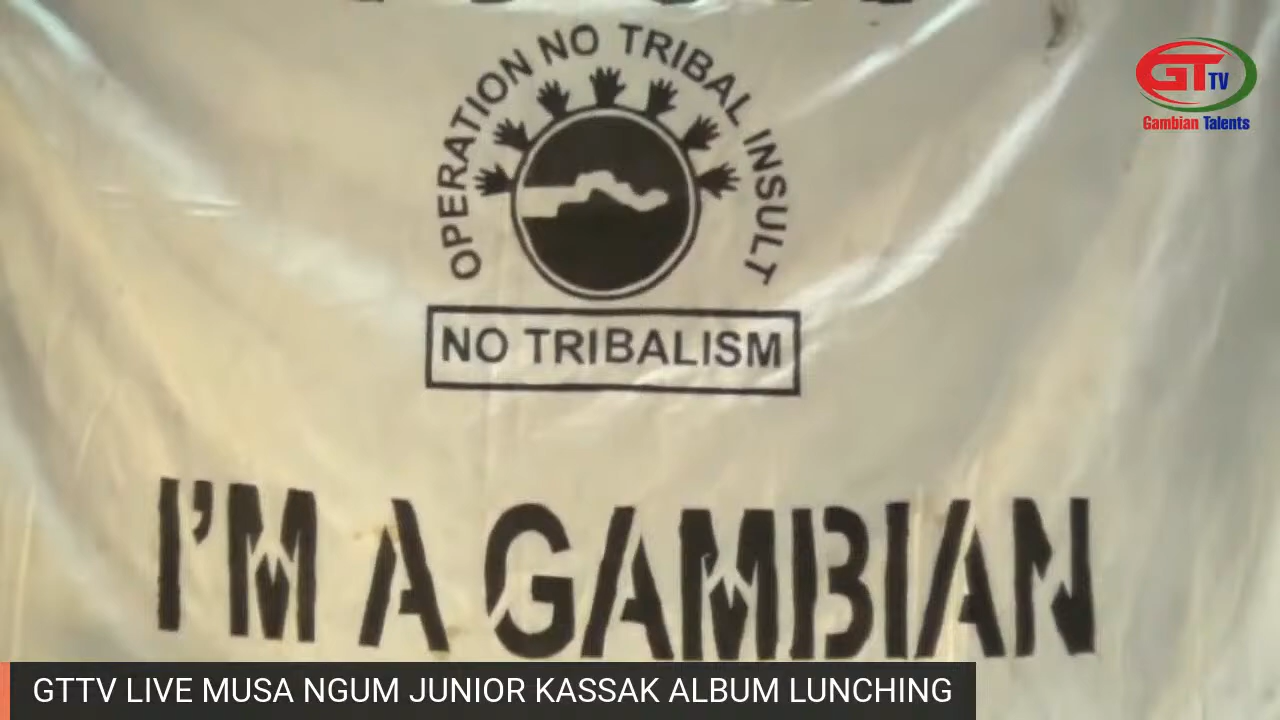 OPERATION NO TRIBAL INSULT
GT TV
Gambian Talents
NO TRIBALISM
I'M A GAMBIAN
GTTV LIVE MUSA NGUM JUNIOR KASSAK ALBUM LUNCHING